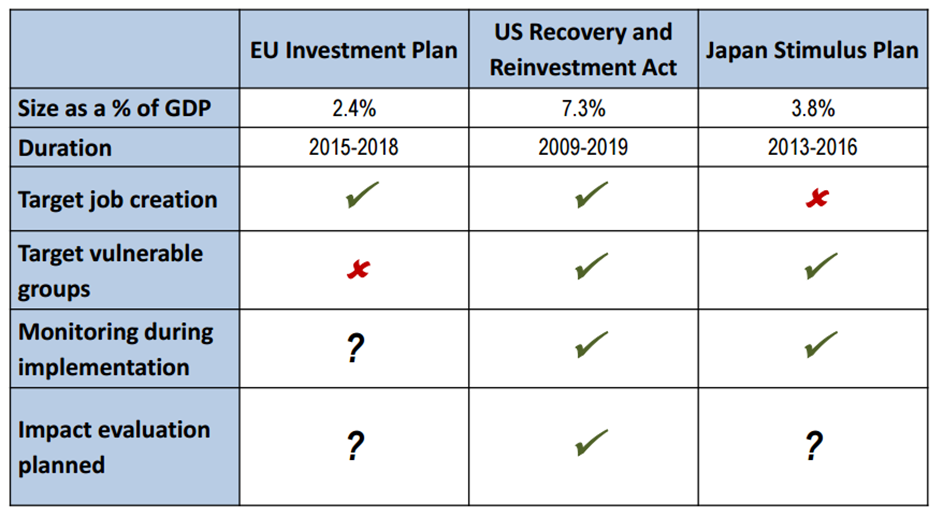 EU Investment Plan
US Recovery and
Reinvestment Act
Japan Stimulus Plan
Size as a % of GDP
2.4%
7.3%
3.8%
Duration
2015-2018
2009-2019
2013-2016
Target job creation
✓
✓
✘
Target vulnerable
groups
✘
✓
✓
Monitoring during
implementation
?
✓
✓
Impact evaluation
planned
?
✓
?